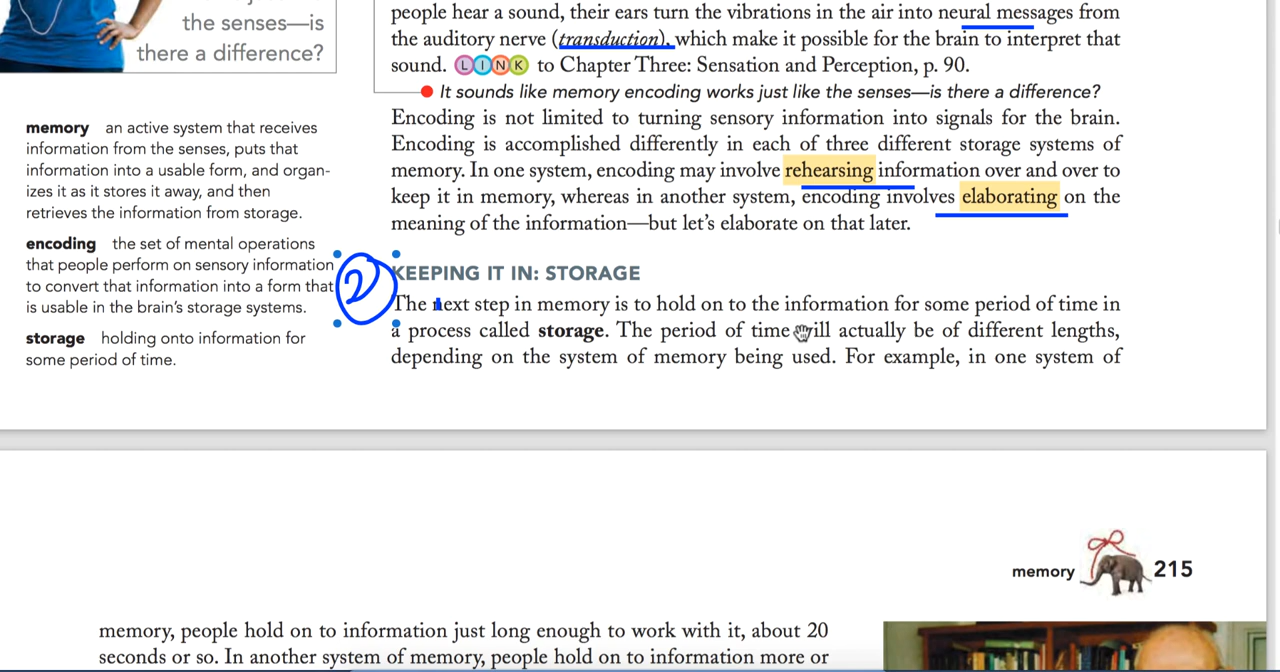 the senses—is
there a difference?
memory an active system that receives
information from the senses, puts that
information into a usable form, and organ-
izes it as it stores it away, and then
retrieves the information from storage.
encoding the set of mental operations
that people perform on sensory information
to convert that information into a form that
is usable in the brain's storage systems.
storage holding onto information for
some period of time.
people hear a sound, their ears turn the vibrations in the air into neural messages from
the auditory nerve (transduction), which make it possible for the brain to interpret that
sound. LINK to Chapter Three: Sensation and Perception, p. 90.
It sounds like memory encoding works just like the senses—is there a difference?
Encoding is not limited to turning sensory information into signals for the brain.
Encoding is accomplished differently in each of three different storage systems of
memory. In one system, encoding may involve rehearsing information over and over to
keep it in memory, whereas in another system, encoding involves elaborating on the
meaning of the information—but let's elaborate on that later.
2
KEEPING IT IN: STORAGE
The next step in memory is to hold on to the information for some period of time in
a process called storage. The period of time will actually be of different lengths,
depending on the system of memory being used. For example, in one system of
memory 215
memory, people hold on to information just long enough to work with it, about 20
seconds or so. In another system of memory, people hold on to information more or